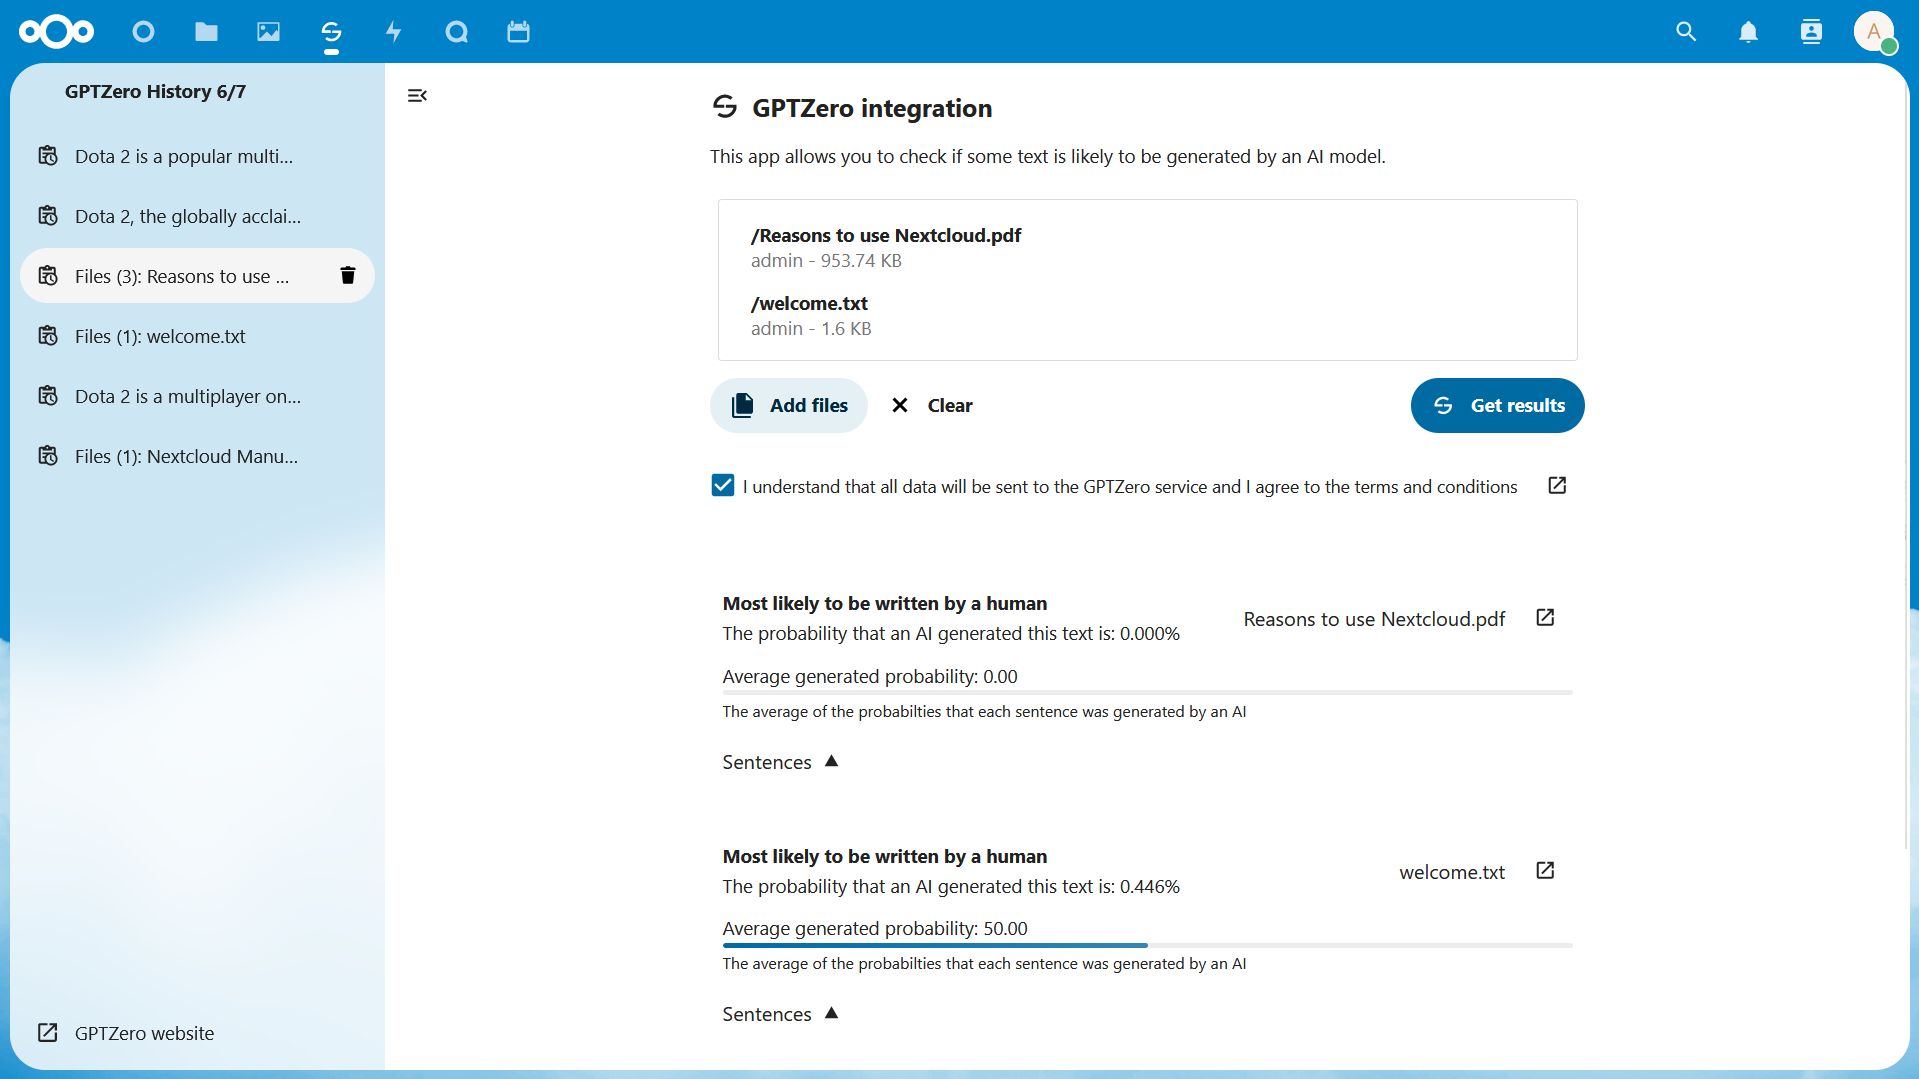 GPTZero History 6/7
Dota 2 is a popular multi...
Dota 2, the globally acclai...
Files (3): Reasons to use ...
Files (1): welcome.txt
Dota 2 is a multiplayer on...
Files (1): Nextcloud Manu...
GPTZero website
A
GPTZero integration
This app allows you to check if some text is likely to be generated by an AI model.
/Reasons to use Nextcloud.pdf
admin - 953.74 KB
/welcome.txt
admin - 1.6 KB
Add files
Clear
Get results
I understand that all data will be sent to the GPTZero service and I agree to the terms and conditions
Most likely to be written by a human
The probability that an AI generated this text is: 0.000%
Reasons to use Nextcloud.pdf
Average generated probability: 0.00
The average of the probabilties that each sentence was generated by an AI
Sentences
Most likely to be written by a human
The probability that an AI generated this text is: 0.446%
welcome.txt
Average generated probability: 50.00
The average of the probabilties that each sentence was generated by an AI
Sentences